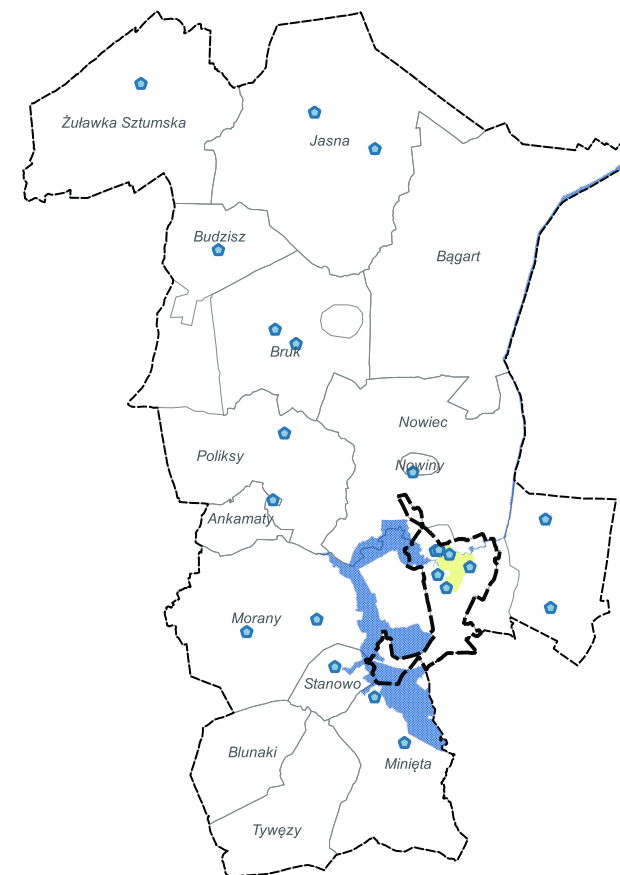 Żuławka Sztumska
Jasna
Budzisz
Bągart
Bruk
Nowiec
Poliksy
Nowiny
Ankamaty
Morany
Stanowo
Blunaki
Minięta
Tywęzy